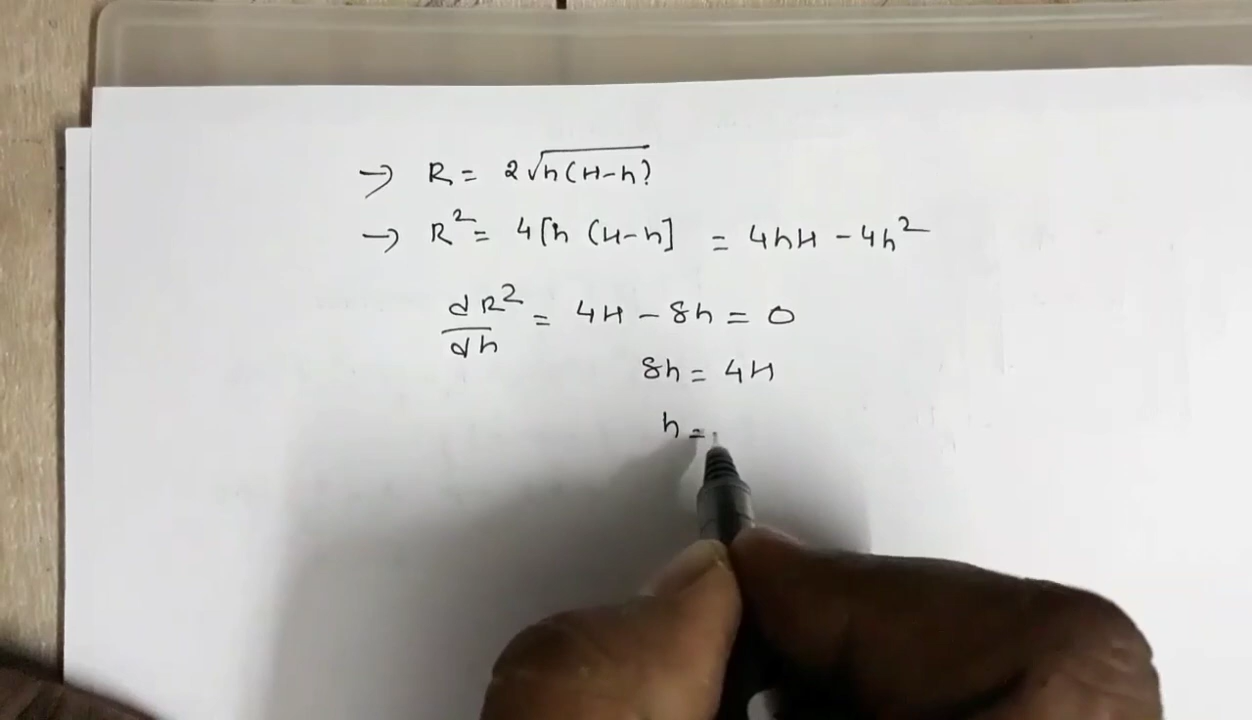 → R = 2√h(H-h)
→ R² = 4[h (H-h] = 4hH - 4h²
dR²/dh = 4H - 8h = 0
8h = 4H
h =